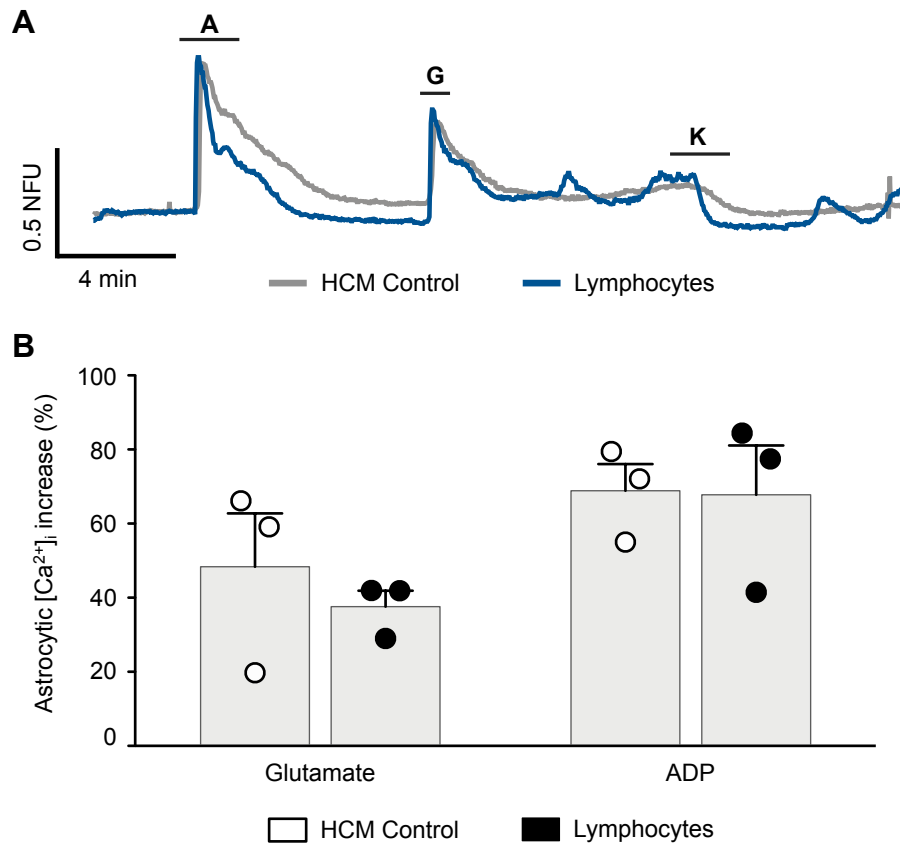 A
A
G
K
0.5 NFU
4 min
HCM Control
Lymphocytes
B
Astrocytic [Ca²⁺]ᵢ increase (%)
100
80
60
40
20
0
Glutamate
ADP
HCM Control
Lymphocytes